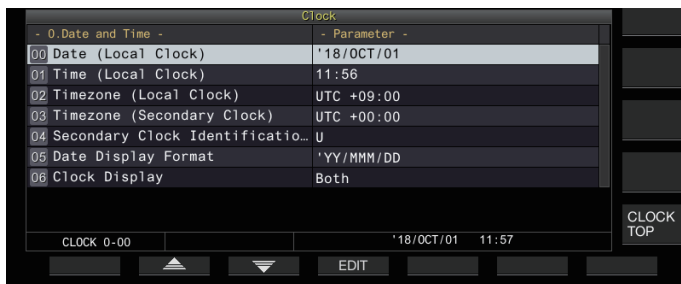 Clock
- 0.Date and Time - - Parameter -
00 Date (Local Clock) '18/OCT/01
01 Time (Local Clock) 11:56
02 Timezone (Local Clock) UTC +09:00
03 Timezone (Secondary Clock) UTC +00:00
04 Secondary Clock Identificatio… U
05 Date Display Format 'YY/MMM/DD
06 Clock Display Both
CLOCK TOP
CLOCK 0-00 '18/OCT/01 11:57
EDIT